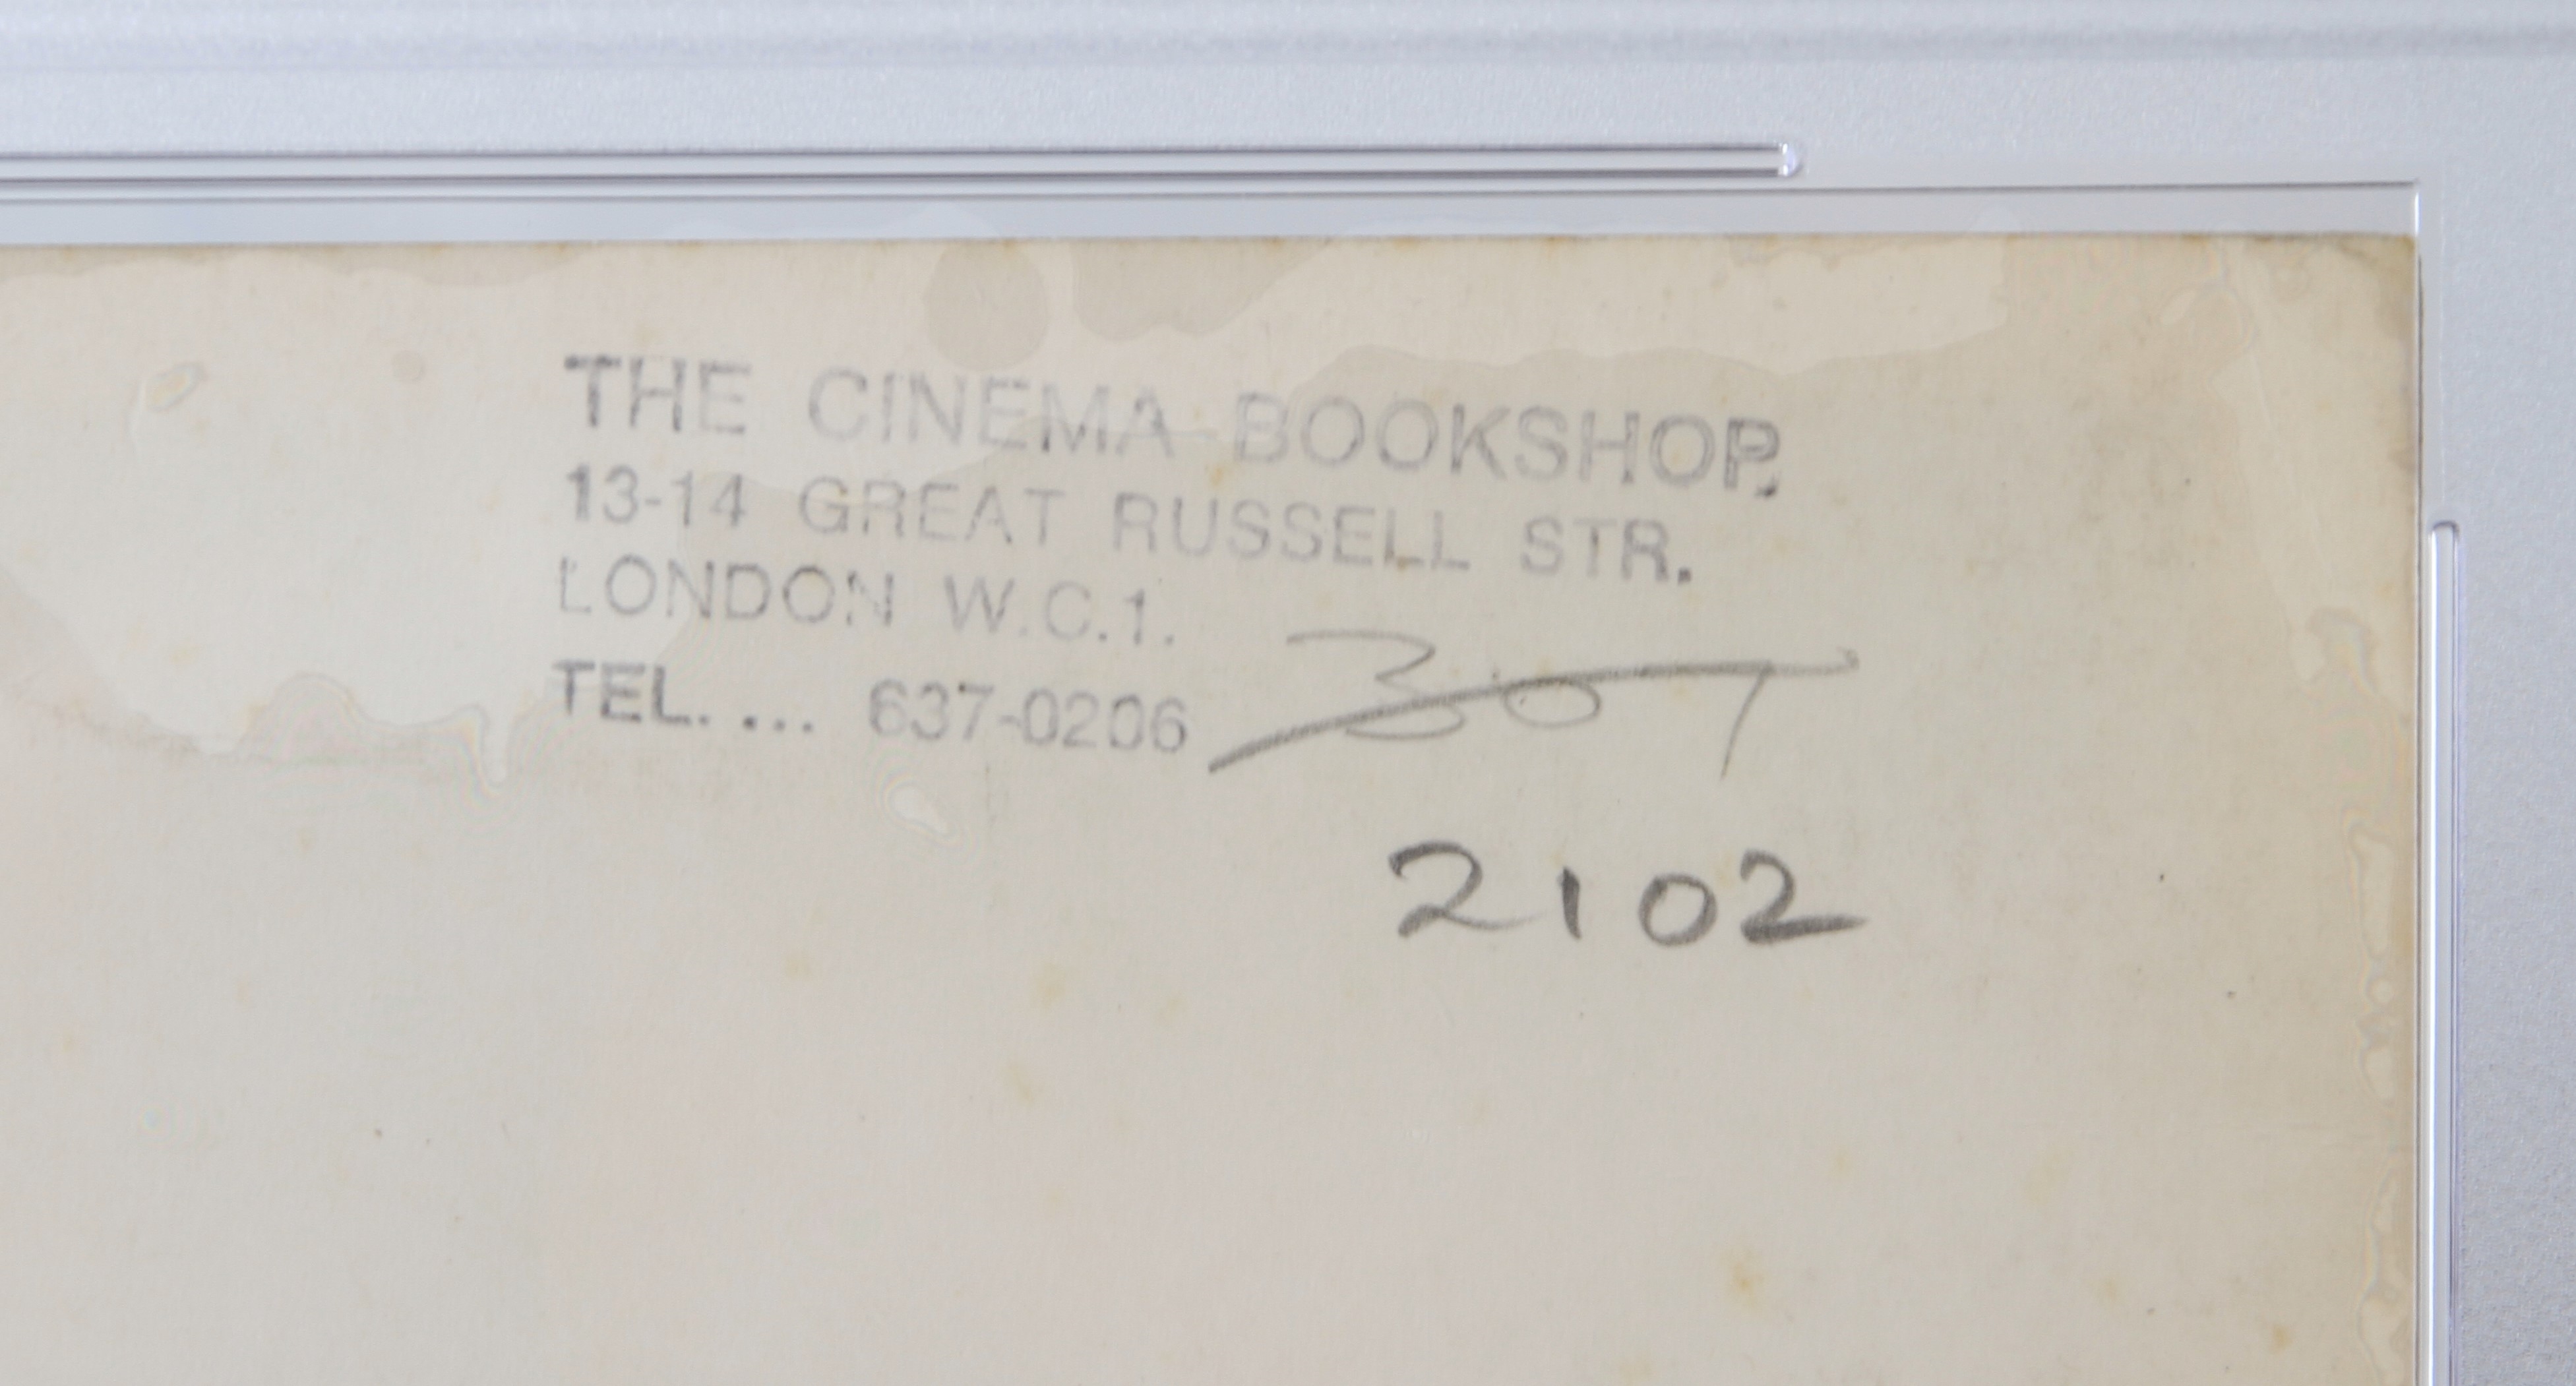 THE CINEMA BOOKSHOP,
13-14 GREAT RUSSELL STR.
LONDON W.C.1.
TEL. ... 637-0206
2102